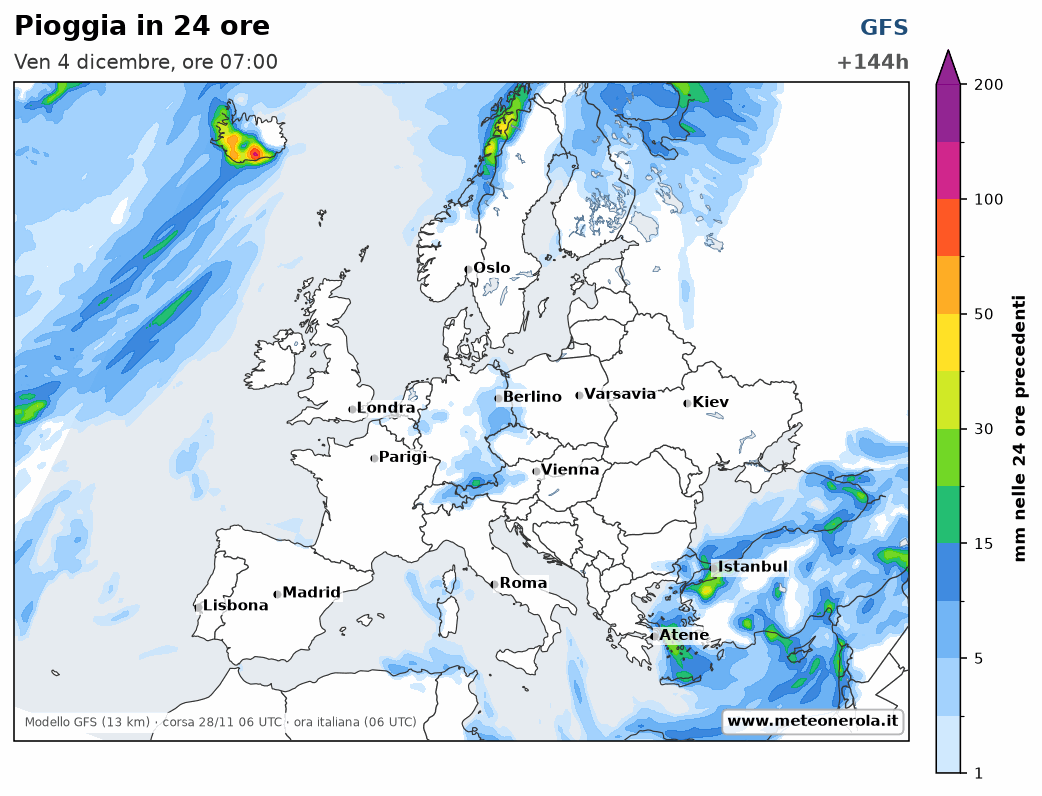 Pioggia in 24 ore
GFS
Ven 4 dicembre, ore 07:00
+144h
200
100
50
30
15
5
1
mm nelle 24 ore precedenti
Oslo
Londra
Berlino
Varsavia
Kiev
Parigi
Vienna
Istanbul
Roma
Madrid
Lisbona
Atene
Modello GFS (13 km) · corsa 28/11 06 UTC · ora italiana (06 UTC)
www.meteonerola.it